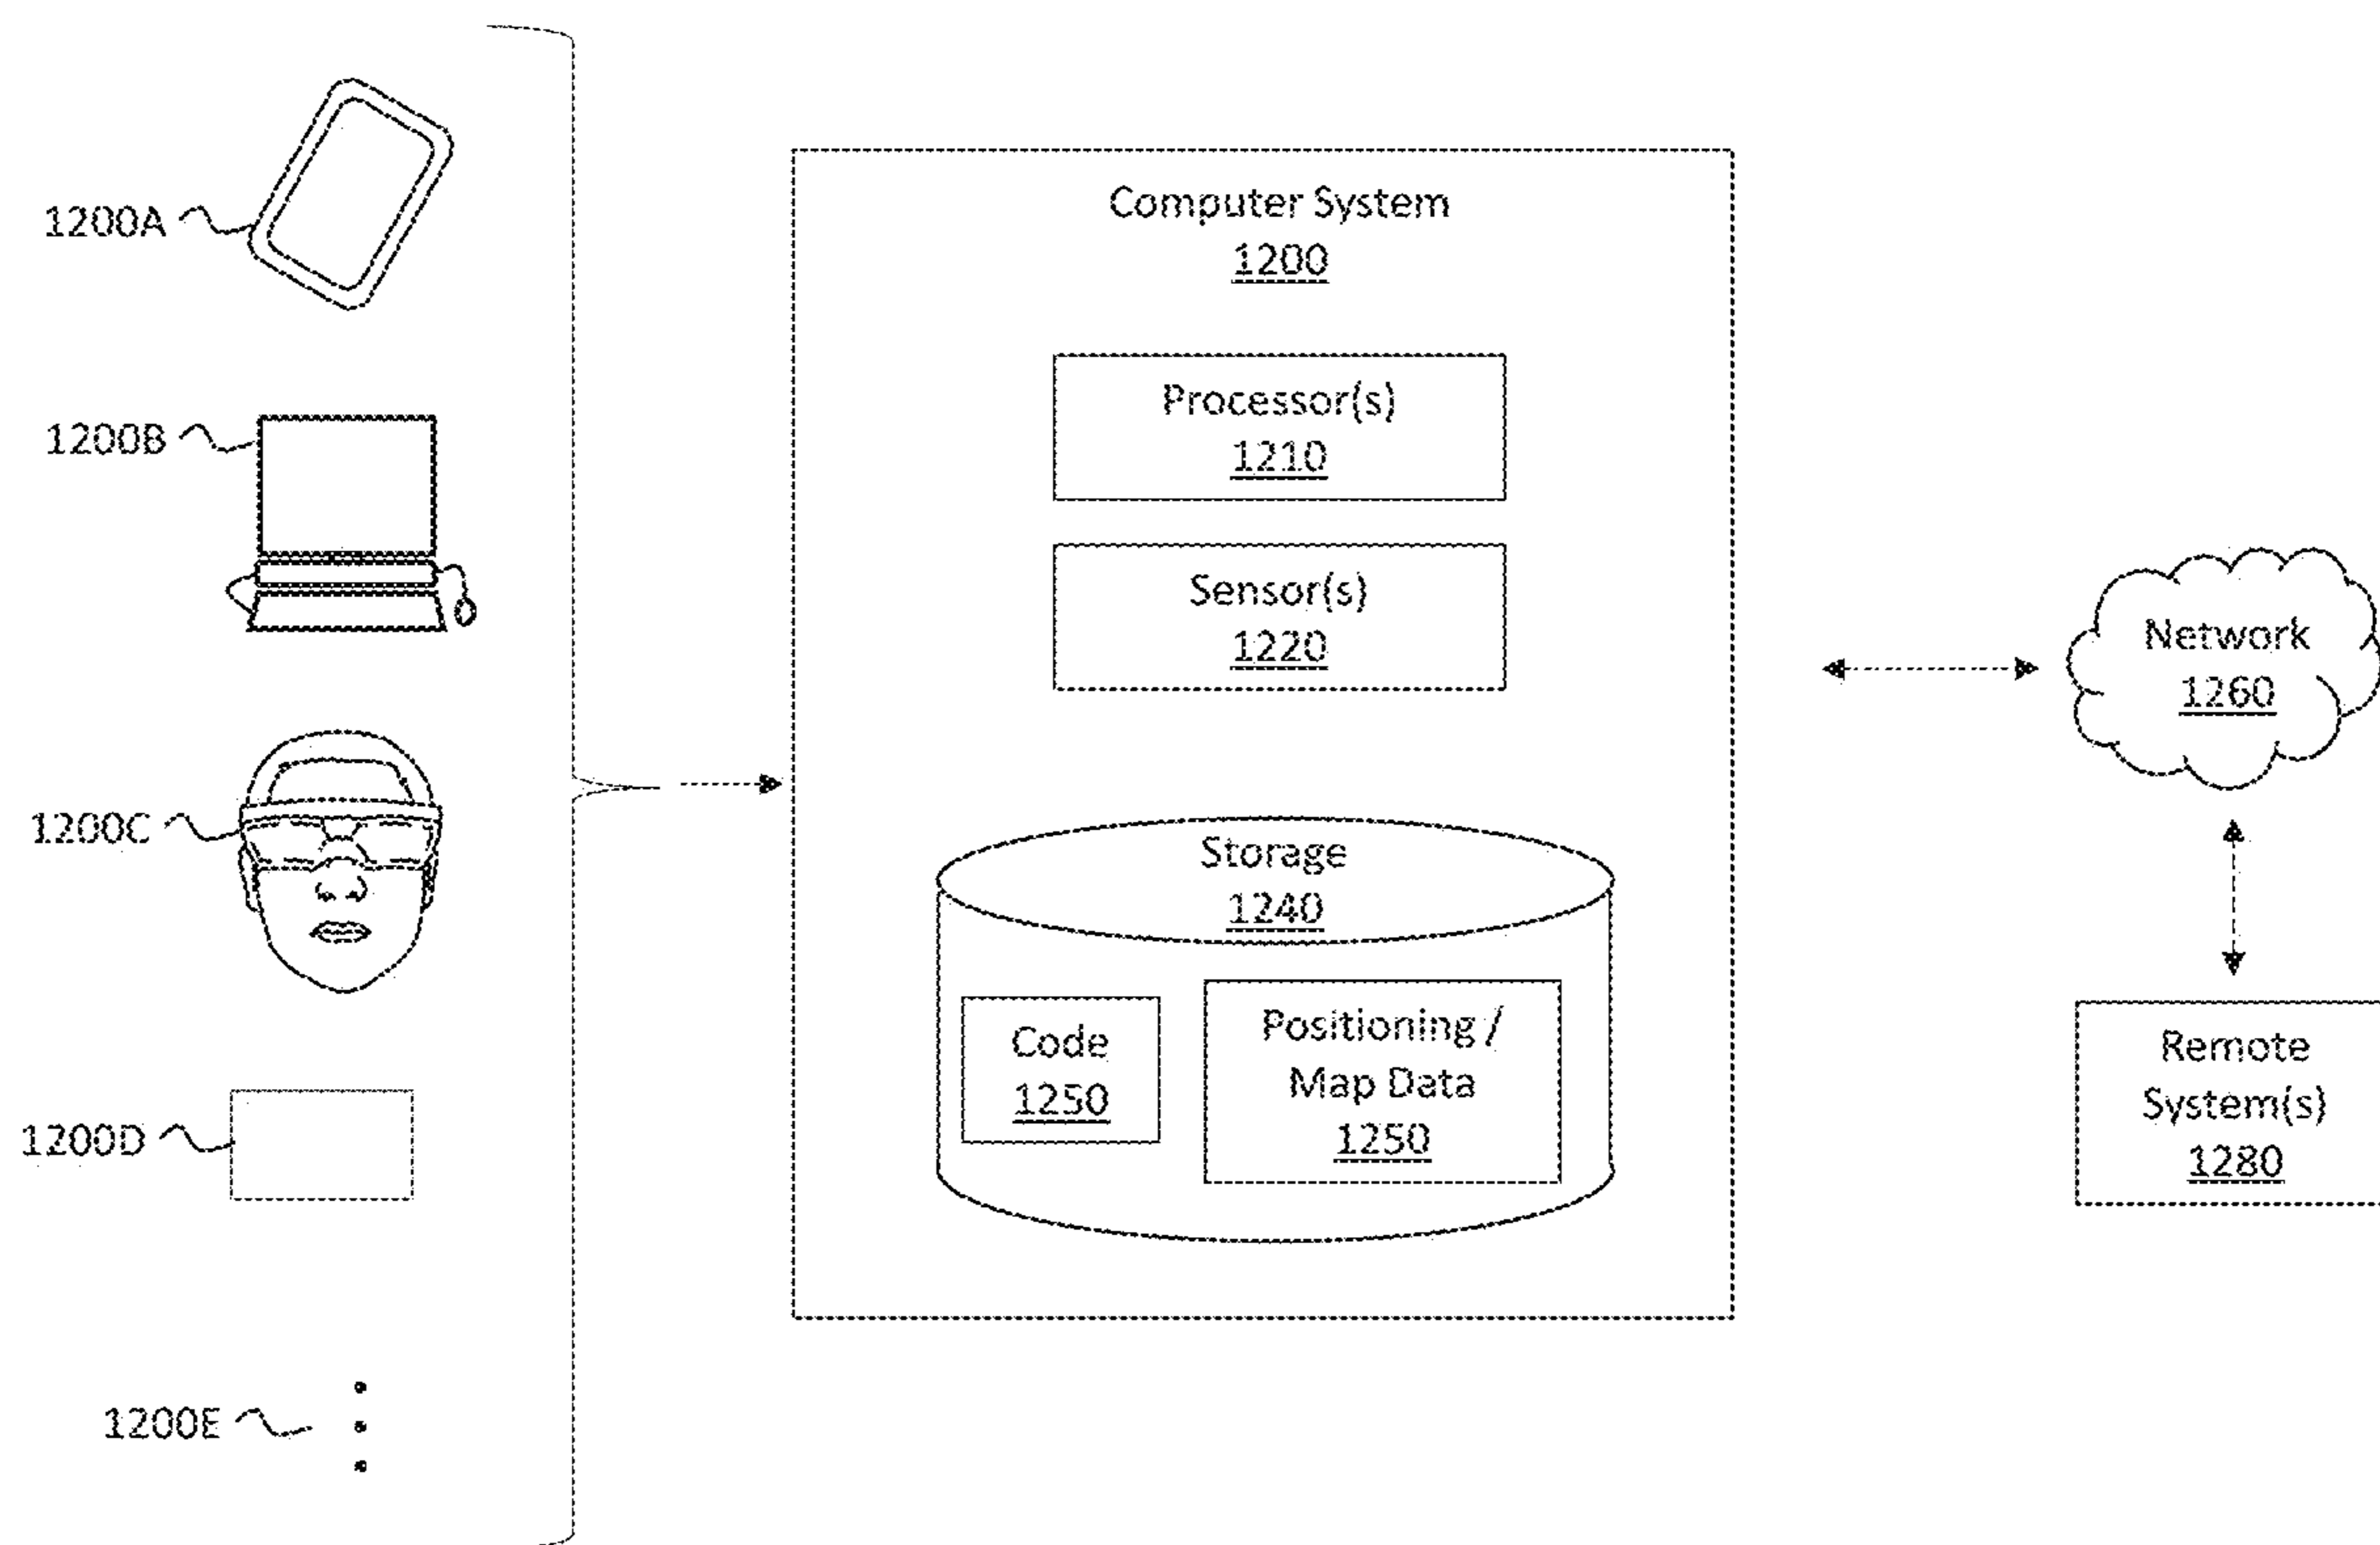 1200A
1200B
1200C
1200D
1200E
Computer System
1200
Processor(s)
1210
Sensor(s)
1220
Storage
1240
Code
1250
Positioning /
Map Data
1250
Network
1260
Remote
System(s)
1280